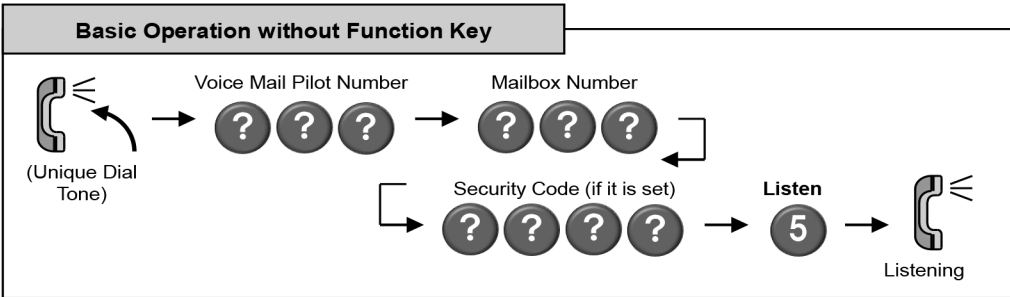 Basic Operation without Function Key
Voice Mail Pilot Number
? ? ?
Mailbox Number
? ? ?
(Unique Dial
Tone)
Security Code (if it is set)
? ? ? ?
Listen
5
Listening